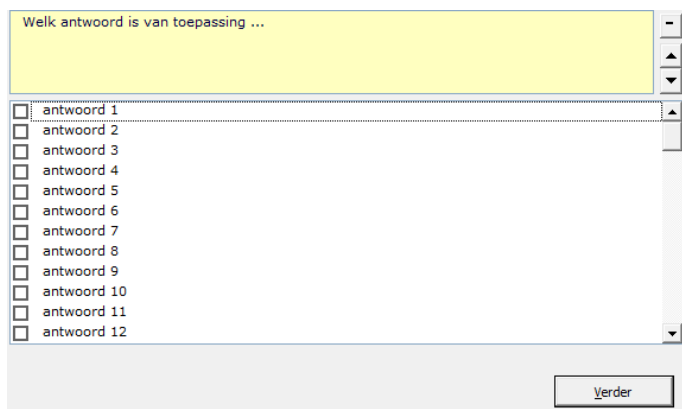 Welk antwoord is van toepassing ...
antwoord 1
antwoord 2
antwoord 3
antwoord 4
antwoord 5
antwoord 6
antwoord 7
antwoord 8
antwoord 9
antwoord 10
antwoord 11
antwoord 12
Verder